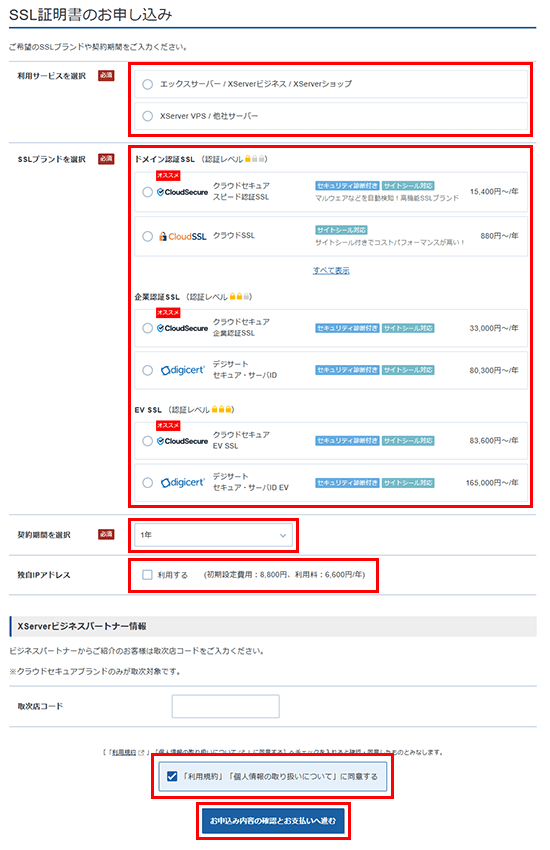 SSL証明書のお申し込み
ご希望のSSLブランドや契約期間をご入力ください。
利用サービスを選択 必須
エックスサーバー / XServerビジネス / XServerショップ
XServer VPS / 他社サーバー
SSLブランドを選択 必須
ドメイン認証SSL （認証レベル）
オススメ
CloudSecure クラウドセキュア スピード認証SSL セキュリティ診断付き サイトシール対応 15,400円～/年
マルウェアなどを自動検知！高機能SSLブランド
CloudSSL クラウドSSL サイトシール対応 880円～/年
サイトシール付きでコストパフォーマンスが高い！
すべて表示
企業認証SSL （認証レベル）
オススメ
CloudSecure クラウドセキュア 企業認証SSL セキュリティ診断付き サイトシール対応 33,000円～/年
digicert デジサート セキュア・サーバID セキュリティ診断付き サイトシール対応 80,300円～/年
EV SSL （認証レベル）
オススメ
CloudSecure クラウドセキュア EV SSL セキュリティ診断付き サイトシール対応 83,600円～/年
digicert デジサート セキュア・サーバID EV セキュリティ診断付き サイトシール対応 165,000円～/年
契約期間を選択 必須 1年
独自IPアドレス 利用する (初期設定費用：8,800円、利用料：6,600円/年)
XServerビジネスパートナー情報
ビジネスパートナーからご紹介のお客様は取次店コードをご入力ください。
※クラウドセキュアブランドのみが取次対象です。
取次店コード
【「利用規約」「個人情報の取り扱いについて」に同意する】へチェックを入れると確認・同意したものとみなします。
「利用規約」「個人情報の取り扱いについて」に同意する
お申込み内容の確認とお支払いへ進む